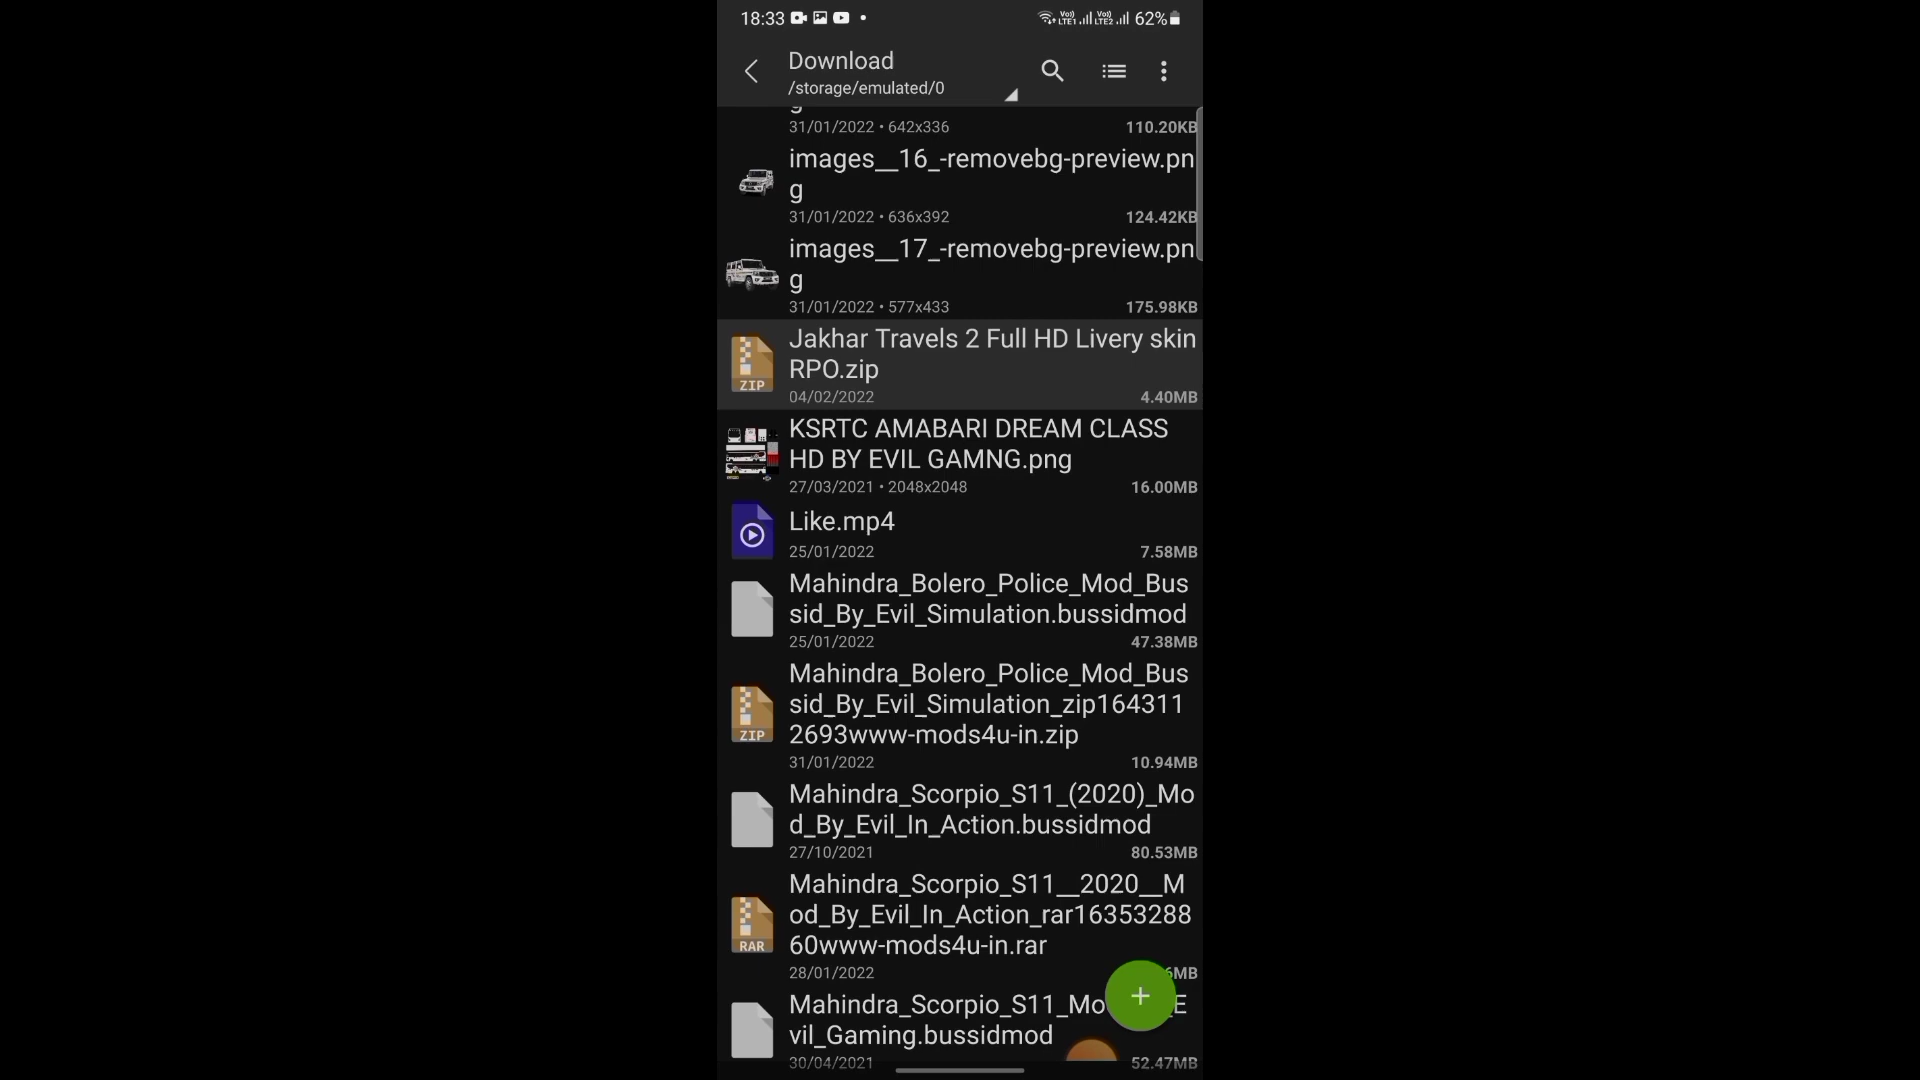 18:33
Vo)) LTE1 Vo)) LTE2 62%
Download
/storage/emulated/0
g
31/01/2022 • 642x336 110.20KB
images__16_-removebg-preview.pn
g
31/01/2022 • 636x392 124.42KB
images__17_-removebg-preview.pn
g
31/01/2022 • 577x433 175.98KB
Jakhar Travels 2 Full HD Livery skin
RPO.zip
ZIP
04/02/2022 4.40MB
KSRTC AMABARI DREAM CLASS
HD BY EVIL GAMNG.png
27/03/2021 • 2048x2048 16.00MB
Like.mp4
25/01/2022 7.58MB
Mahindra_Bolero_Police_Mod_Bus
sid_By_Evil_Simulation.bussidmod
25/01/2022 47.38MB
Mahindra_Bolero_Police_Mod_Bus
sid_By_Evil_Simulation_zip164311
2693www-mods4u-in.zip
ZIP
31/01/2022 10.94MB
Mahindra_Scorpio_S11_(2020)_Mo
d_By_Evil_In_Action.bussidmod
27/10/2021 80.53MB
Mahindra_Scorpio_S11__2020__M
od_By_Evil_In_Action_rar16353288
60www-mods4u-in.rar
RAR
28/01/2022 6MB
Mahindra_Scorpio_S11_Mo E
vil_Gaming.bussidmod
30/04/2021 52.47MB